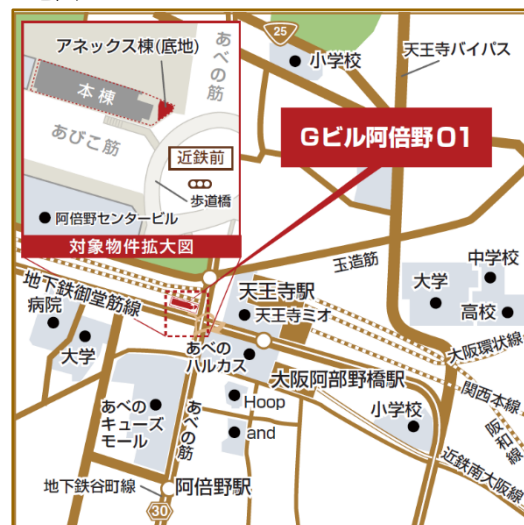 アネックス棟(底地)
あべの筋
本棟
あびこ筋
近鉄前
歩道橋
阿倍野センタービル
対象物件拡大図
25
小学校
天王寺バイパス
Gビル阿倍野01
玉造筋
中学校
大学
高校
地下鉄御堂筋線
天王寺駅
天王寺ミオ
病院
大学
あべの
ハルカス
大阪環状線
大阪阿部野橋駅
関西本線
あべの
キューズ
モール
あべの筋
Hoop
and
小学校
阪和線
近鉄南大阪線
地下鉄谷町線
阿倍野駅
30